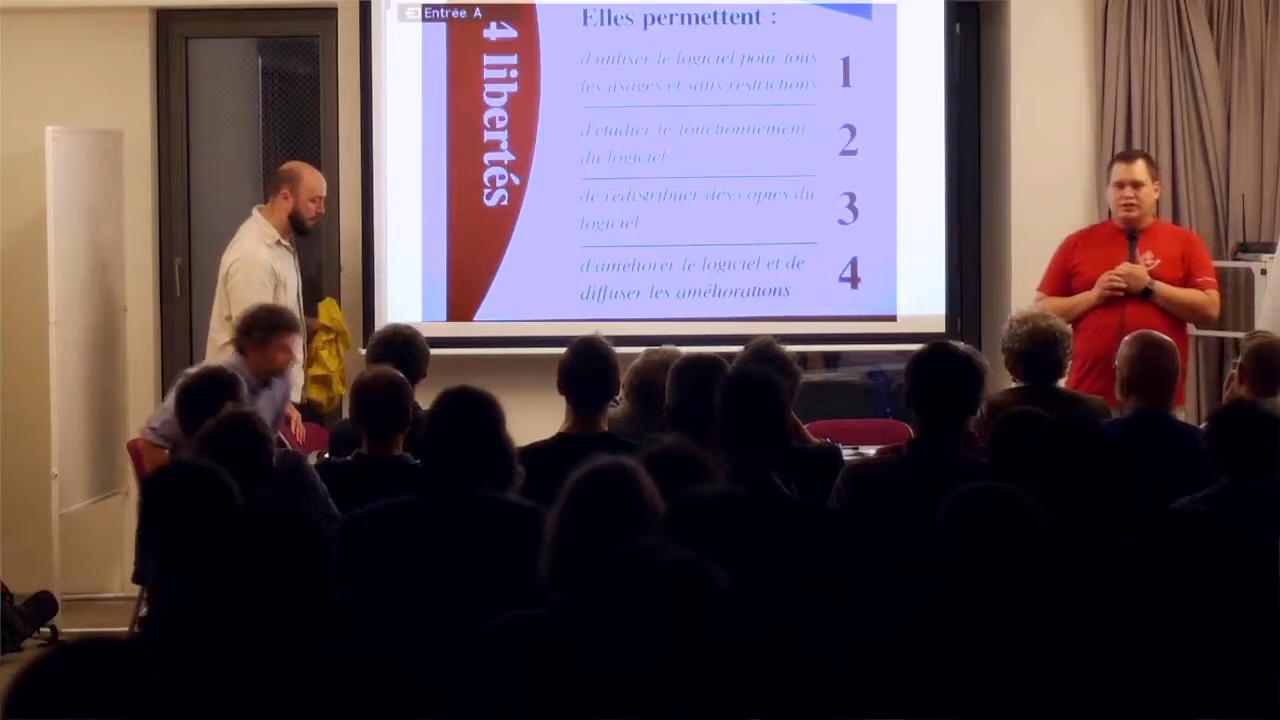 Entrée A
4 libertés
Elles permettent :
d'utiliser le logiciel pour tous
les usages et sans restrictions
1
d'étudier le fonctionnement
du logiciel
2
de redistribuer des copies du
logiciel
3
d'améliorer le logiciel et de
diffuser les améliorations
4